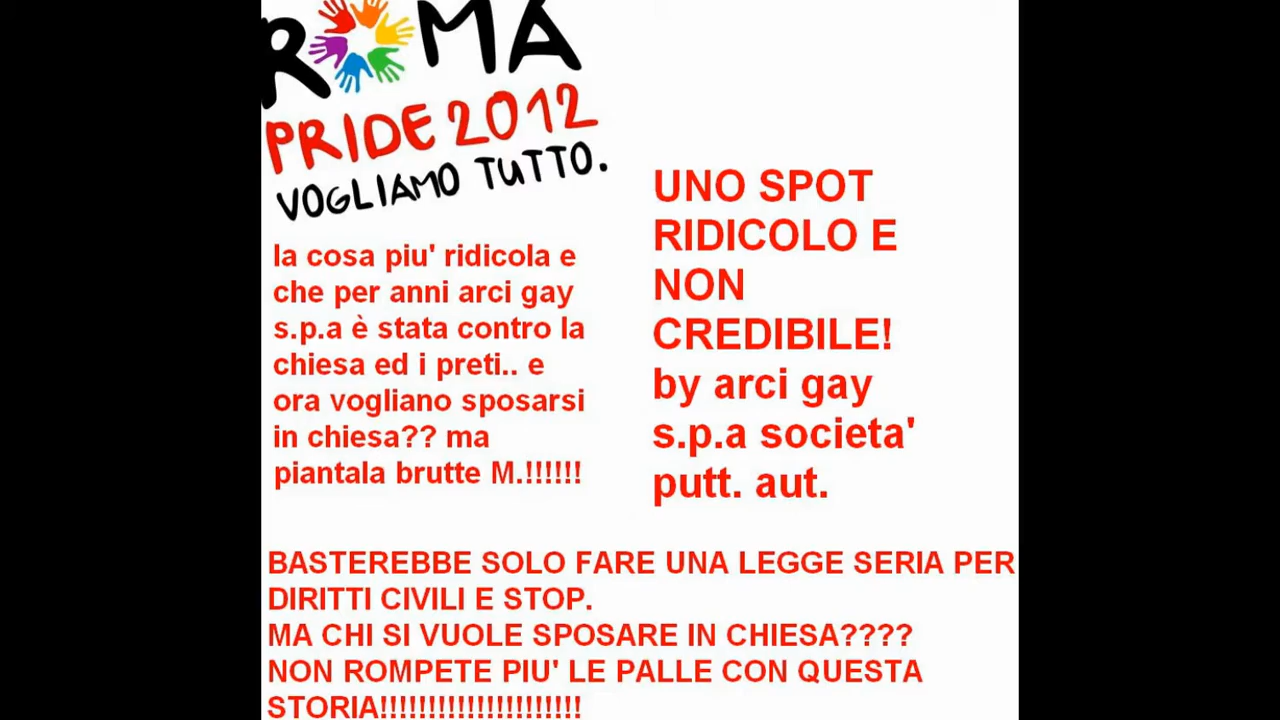 ROMA
PRIDE 2012
VOGLIAMO TUTTO.
la cosa piu' ridicola e
che per anni arci gay
s.p.a è stata contro la
chiesa ed i preti.. e
ora vogliano sposarsi
in chiesa?? ma
piantala brutte M.!!!!!!
UNO SPOT
RIDICOLO E
NON
CREDIBILE!
by arci gay
s.p.a societa'
putt. aut.
BASTEREBBE SOLO FARE UNA LEGGE SERIA PER
DIRITTI CIVILI E STOP.
MA CHI SI VUOLE SPOSARE IN CHIESA????
NON ROMPETE PIU' LE PALLE CON QUESTA
STORIA!!!!!!!!!!!!!!!!!!!!!